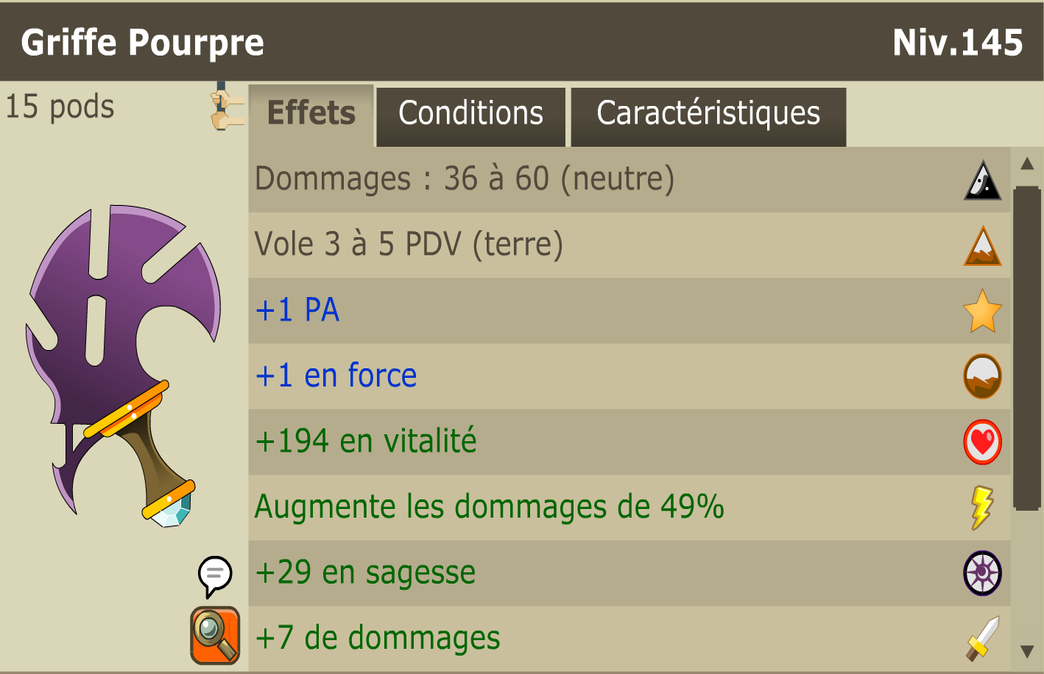 Griffe Pourpre
Niv.145
15 pods
Effets
Conditions
Caractéristiques
Dommages : 36 à 60 (neutre)
Vole 3 à 5 PDV (terre)
+1 PA
+1 en force
+194 en vitalité
Augmente les dommages de 49%
+29 en sagesse
+7 de dommages